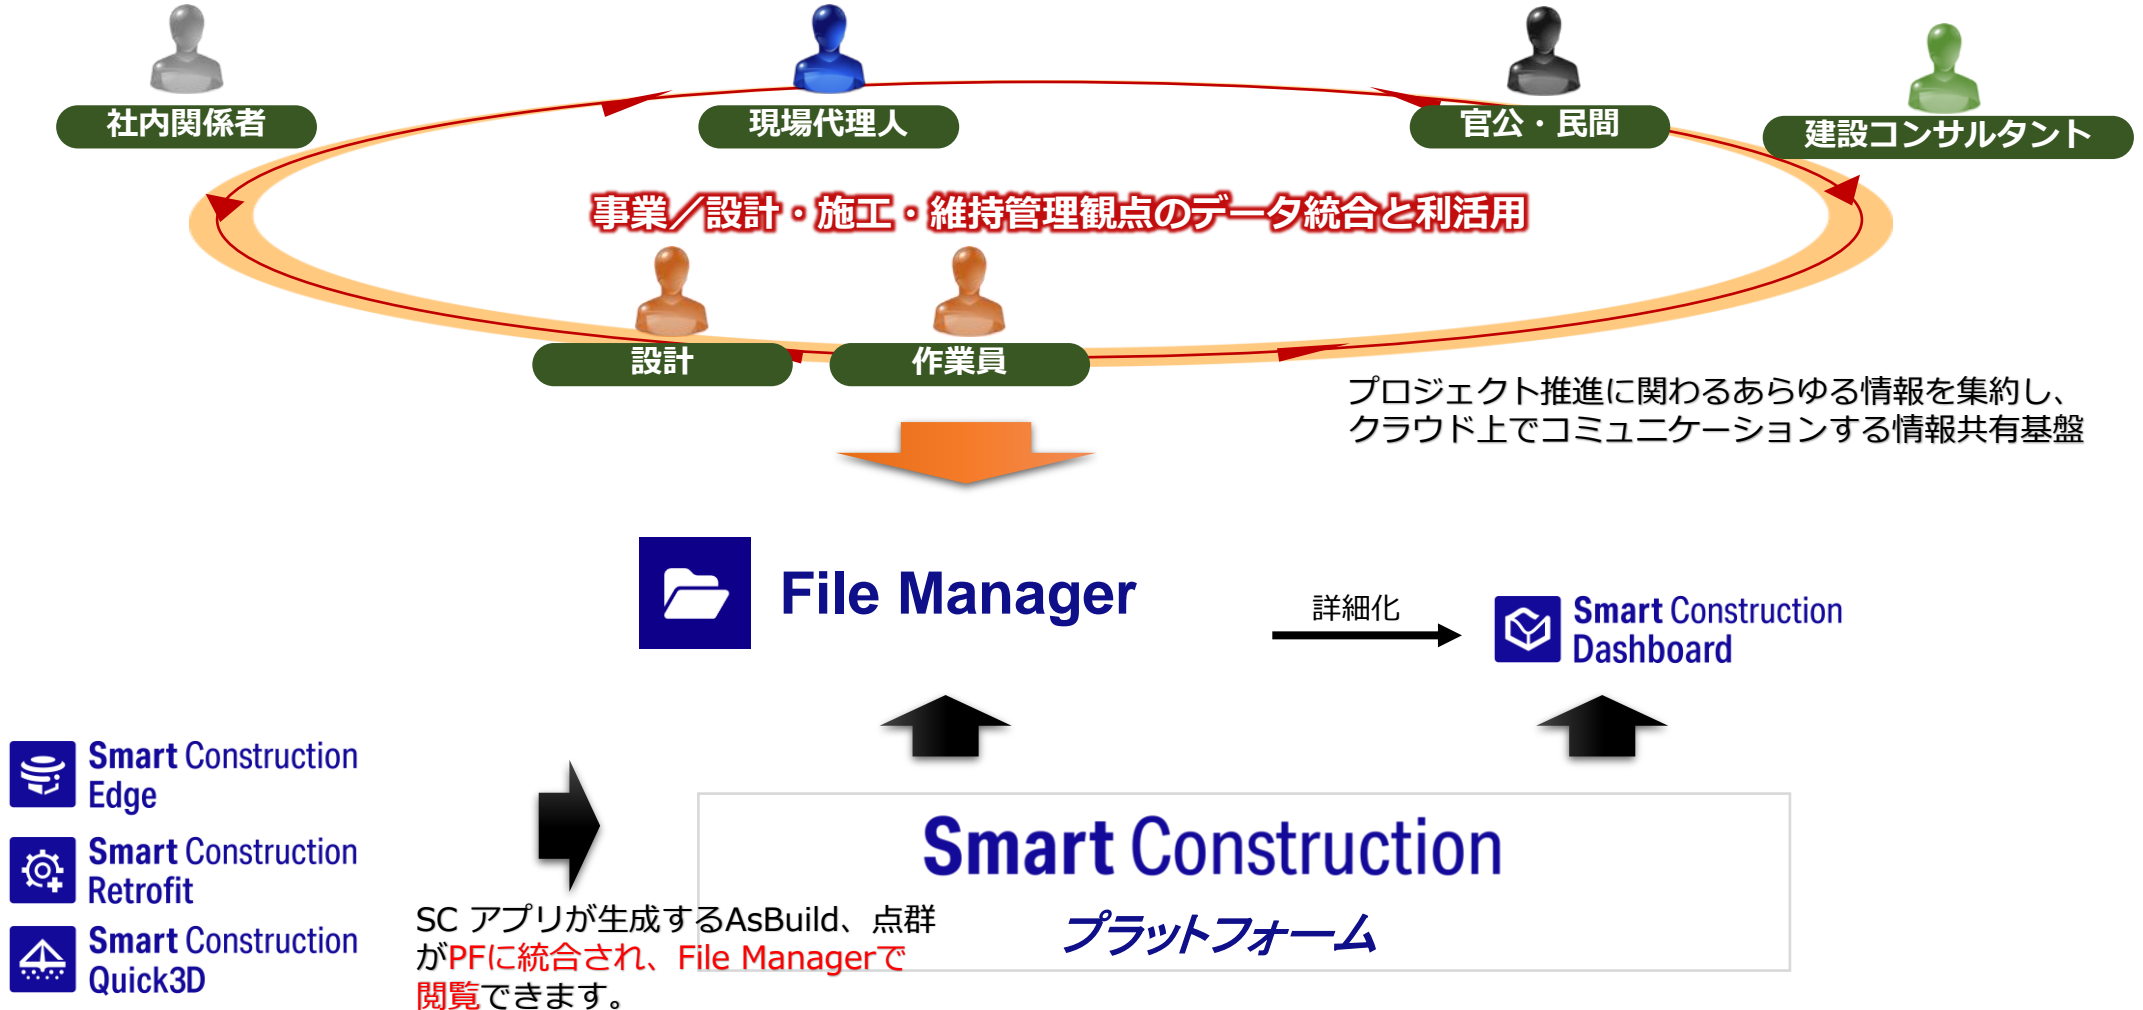 社内関係者
現場代理人
官公・民間
建設コンサルタント
事業／設計・施工・維持管理観点のデータ統合と利活用
設計
作業員
プロジェクト推進に関わるあらゆる情報を集約し、
クラウド上でコミュニケーションする情報共有基盤
File Manager
詳細化
Smart Construction
Dashboard
Smart Construction
Edge
Smart Construction
Retrofit
Smart Construction
Quick3D
SC アプリが生成するAsBuild、点群
がPFに統合され、File Managerで
閲覧できます。
Smart Construction
プラットフォーム